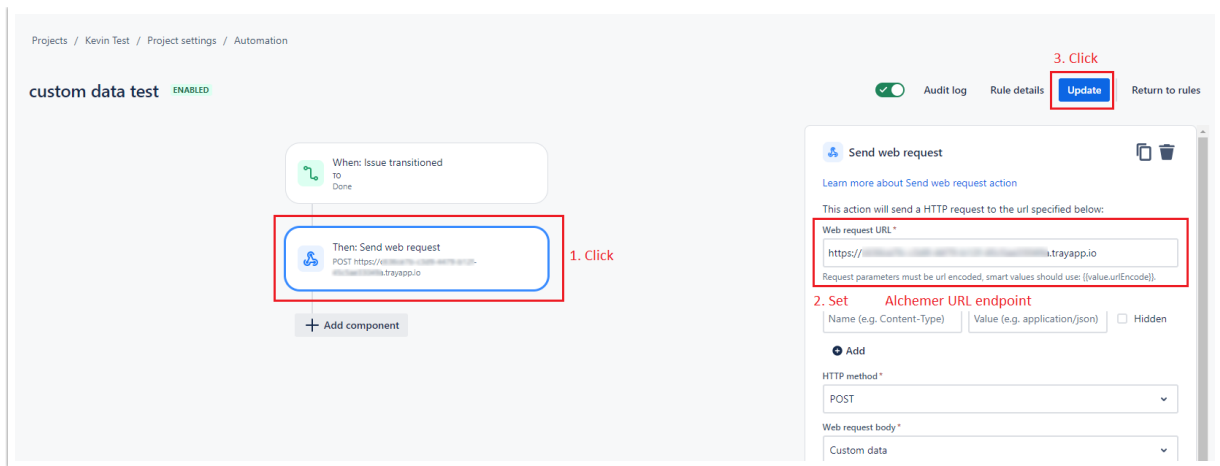 Projects / Kevin Test / Project settings / Automation
3. Click
custom data test ENABLED
Audit log Rule details Update Return to rules
When: Issue transitioned
TO
Done
Then: Send web request
POST https://
a.trayapp.io
1. Click
Add component
Send web request
Learn more about Send web request action
This action will send a HTTP request to the url specified below:
Web request URL *
https:// a.trayapp.io
Request parameters must be url encoded, smart values should use: {{value.urlEncode}}.
2. Set Alchemer URL endpoint
Name (e.g. Content-Type) Value (e.g. application/json) Hidden
Add
HTTP method *
POST
Web request body *
Custom data